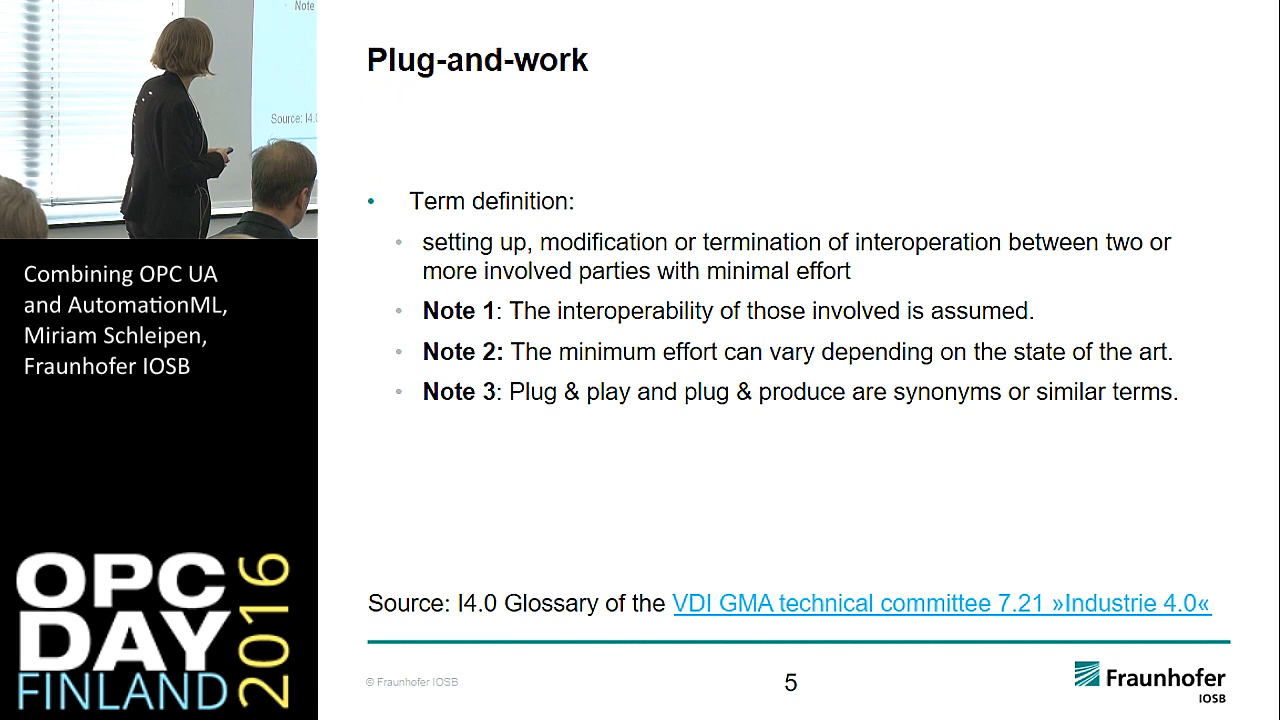 Note
Source: I4.0
Combining OPC UA
and AutomationML,
Miriam Schleipen,
Fraunhofer IOSB
OPC
DAY
FINLAND
2016
Plug-and-work
• Term definition:
• setting up, modification or termination of interoperation between two or
more involved parties with minimal effort
• Note 1: The interoperability of those involved is assumed.
• Note 2: The minimum effort can vary depending on the state of the art.
• Note 3: Plug & play and plug & produce are synonyms or similar terms.
Source: I4.0 Glossary of the VDI GMA technical committee 7.21 »Industrie 4.0«
© Fraunhofer IOSB
5
Fraunhofer
IOSB